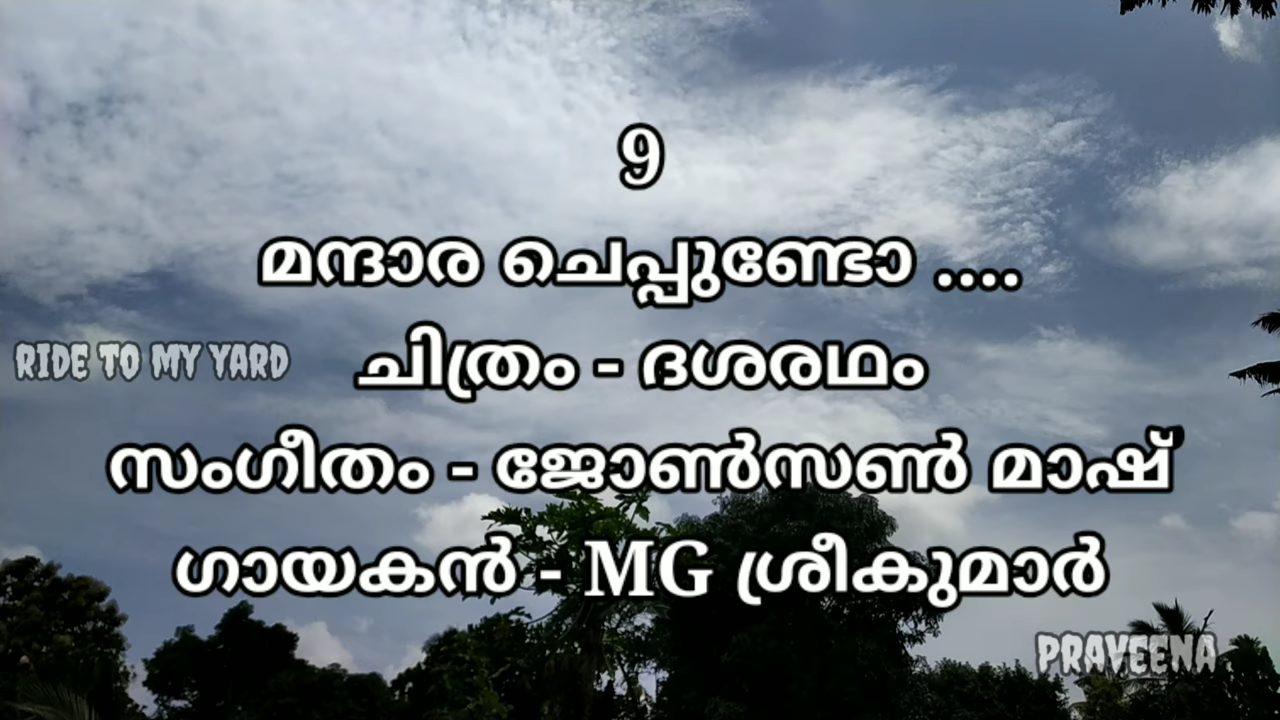 9
മന്ദാര ചെപ്പുണ്ടോ ....
ചിത്രം - ദശരഥം
RIDE TO MY YARD
സംഗീതം - ജോൺസൺ മാഷ്
ഗായകൻ - MG ശ്രീകുമാർ
PRAVEENA